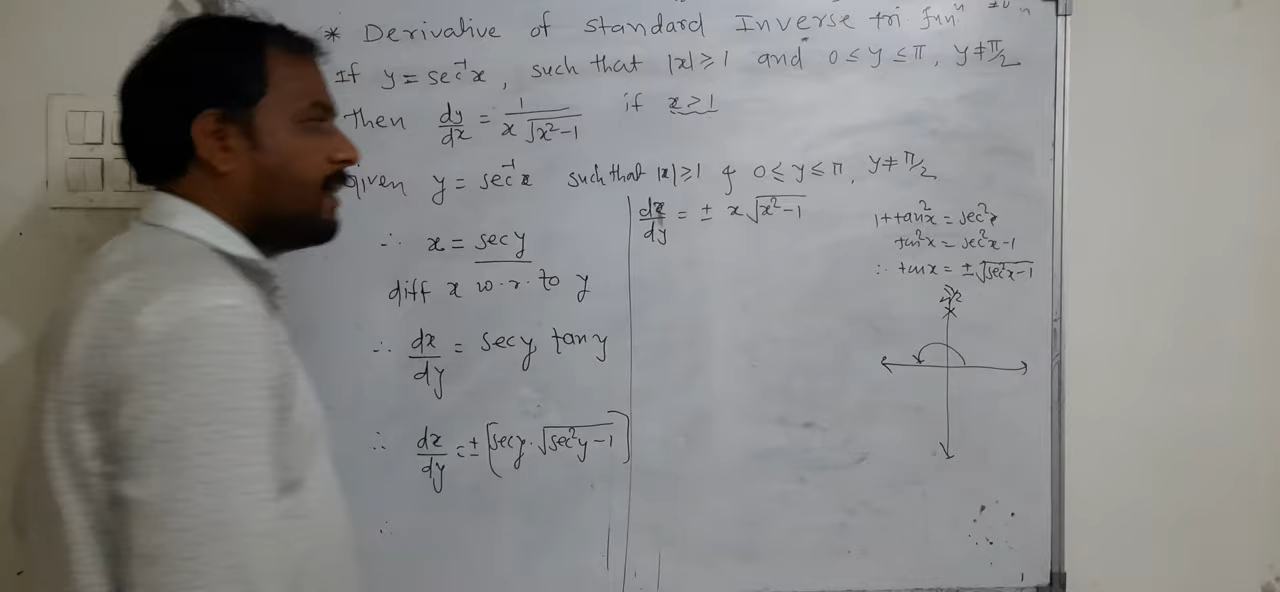 * Derivative of standard Inverse tri funⁿ
If y = sec⁻¹x, such that |x| ≥ 1 and 0 ≤ y ≤ π, y ≠ π/2
then dy/dx = 1/(x √(x²-1)) if x ≥ 1
Given y = sec⁻¹x such that |x| ≥ 1 & 0 ≤ y ≤ π, y ≠ π/2
∴ x = sec y
diff x w.r. to y
∴ dx/dy = sec y tan y
∴ dx/dy = ± [sec y · √(sec²y-1)]
∴
dx/dy = ± x √(x²-1)
1 + tan²x = sec²x
tan²x = sec²x-1
∴ tan x = ± √(sec²x-1)